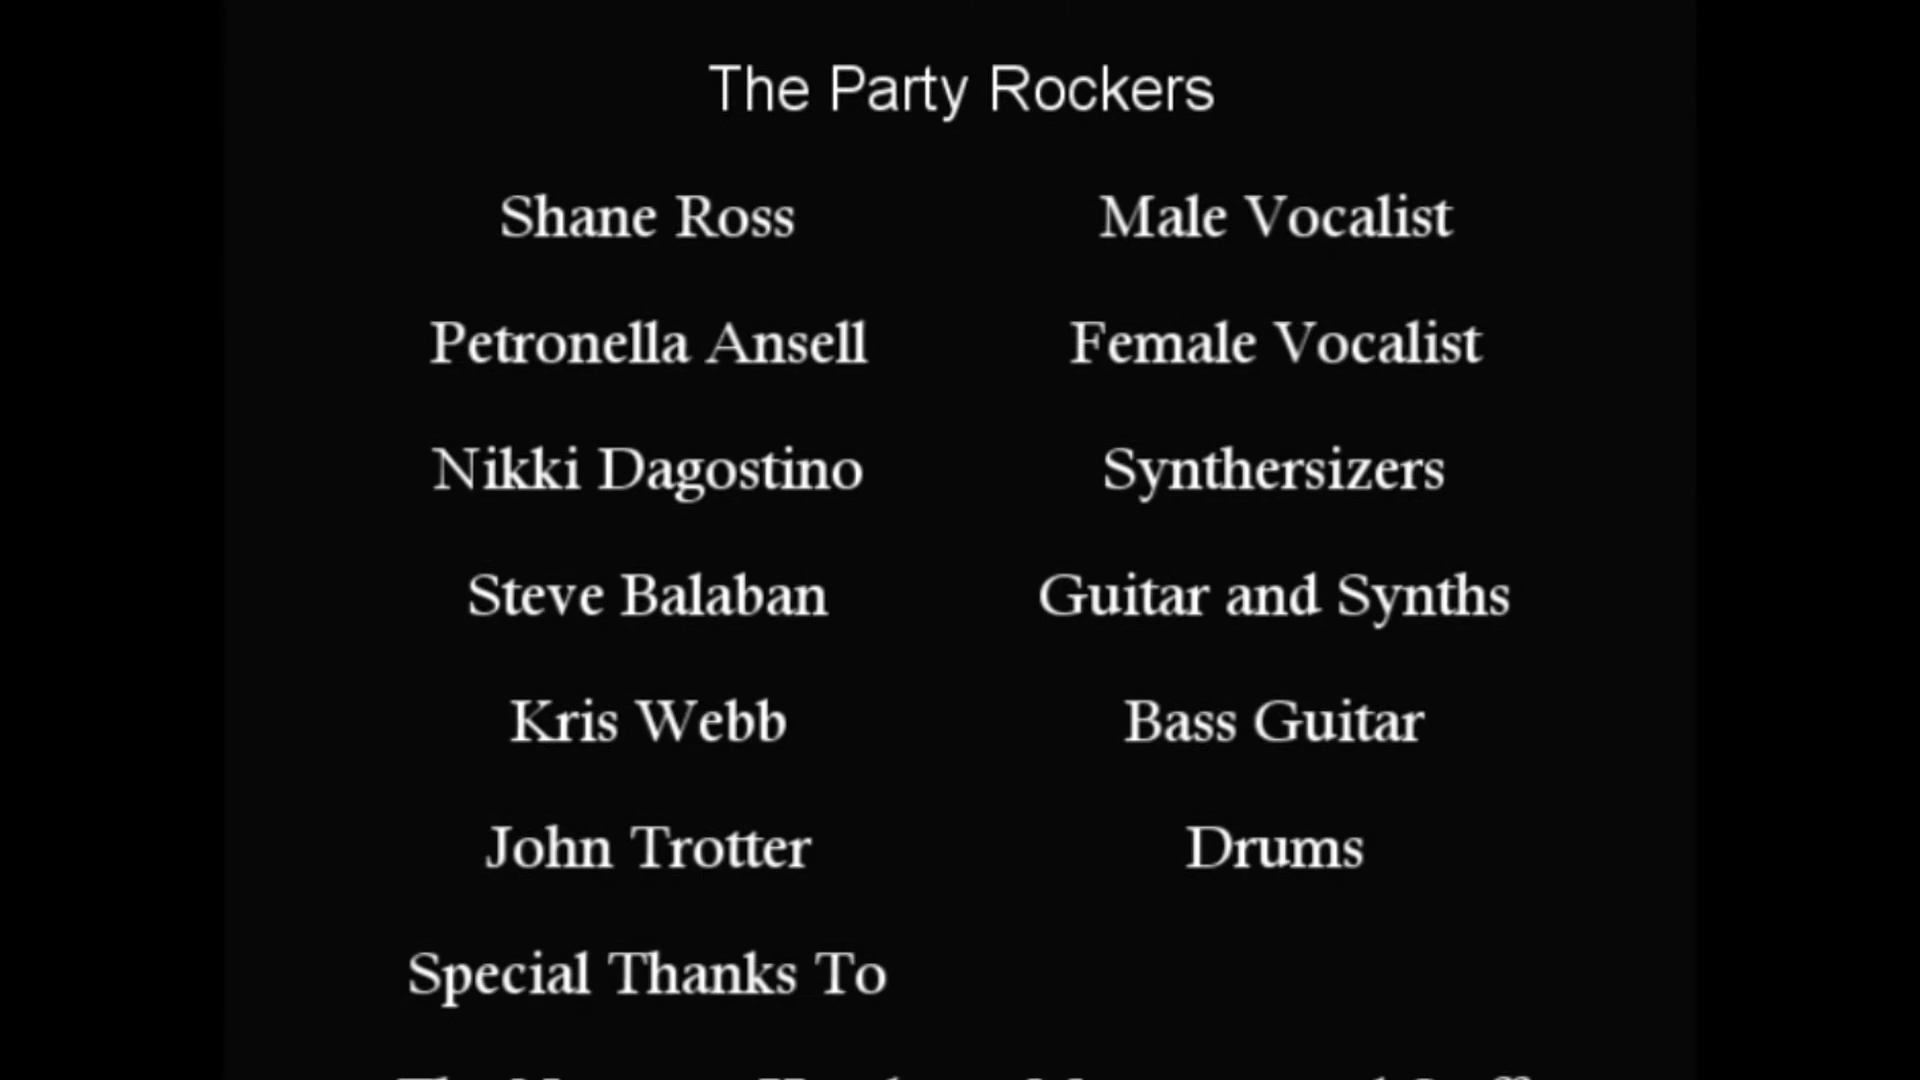 The Party Rockers
Shane Ross Male Vocalist
Petronella Ansell Female Vocalist
Nikki Dagostino Synthersizers
Steve Balaban Guitar and Synths
Kris Webb Bass Guitar
John Trotter Drums
Special Thanks To